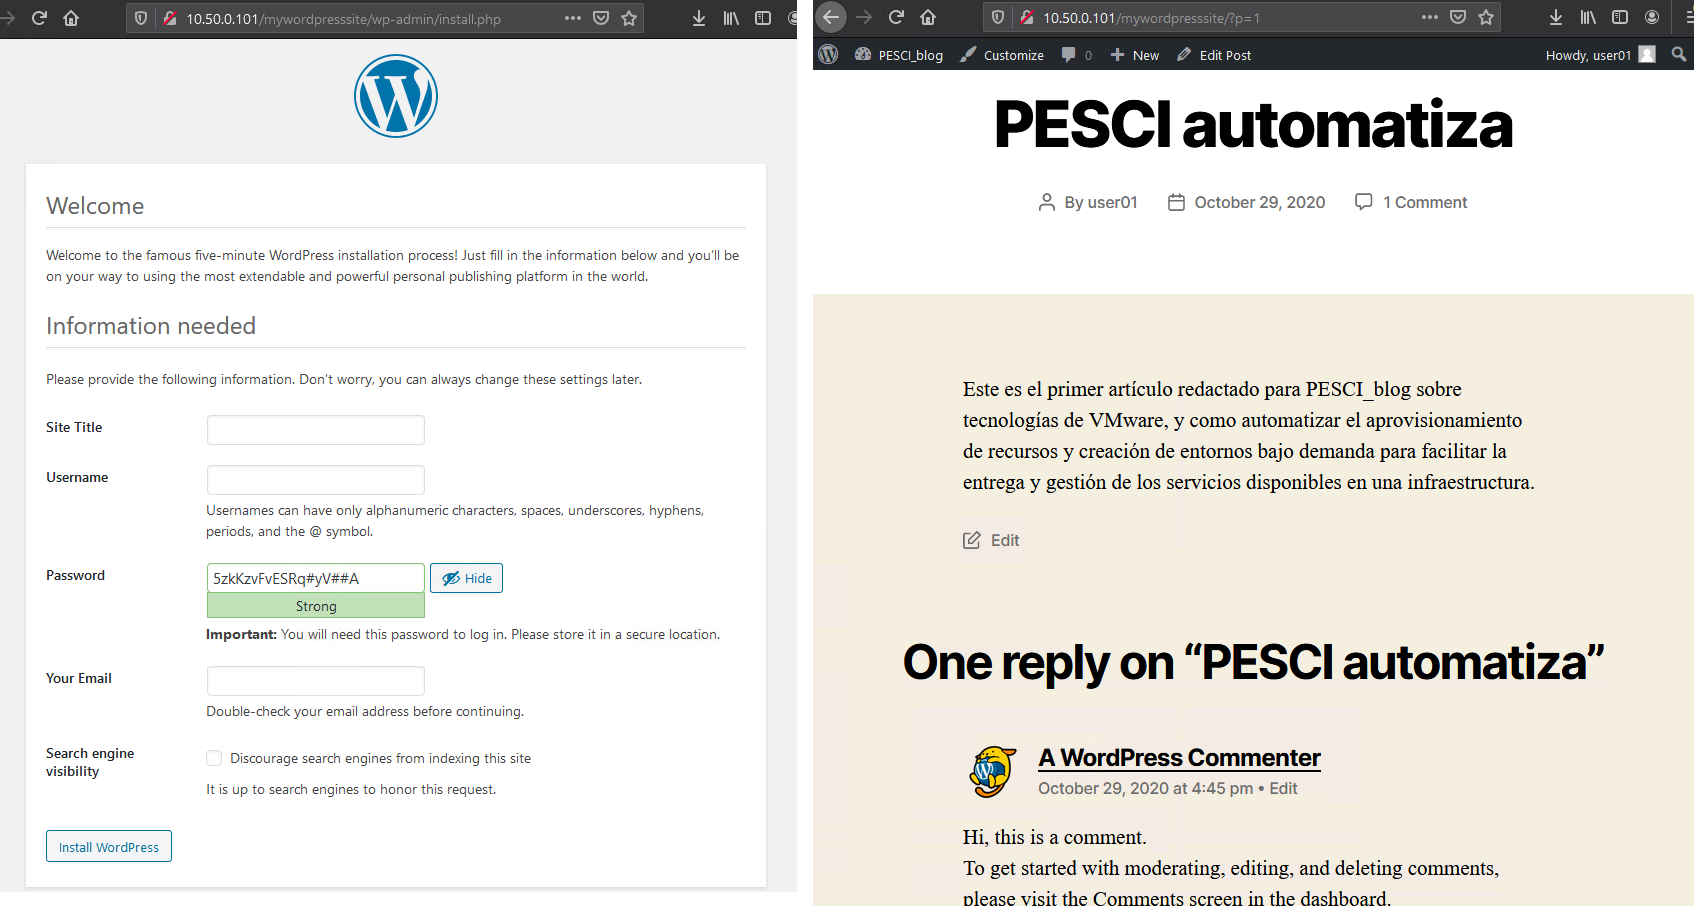 10.50.0.101/mywordpresssite/wp-admin/install.php
Welcome
Welcome to the famous five-minute WordPress installation process! Just fill in the information below and you'll be
on your way to using the most extendable and powerful personal publishing platform in the world.
Information needed
Please provide the following information. Don't worry, you can always change these settings later.
Site Title
Username
Usernames can have only alphanumeric characters, spaces, underscores, hyphens,
periods, and the @ symbol.
Password
5zkKzvFvESRq#yV##A
Hide
Strong
Important: You will need this password to log in. Please store it in a secure location.
Your Email
Double-check your email address before continuing.
Search engine
visibility
Discourage search engines from indexing this site
It is up to search engines to honor this request.
Install WordPress
10.50.0.101/mywordpresssite/?p=1
PESCI_blog Customize 0 New Edit Post Howdy, user01
PESCI automatiza
By user01 October 29, 2020 1 Comment
Este es el primer artículo redactado para PESCI_blog sobre
tecnologías de VMware, y como automatizar el aprovisionamiento
de recursos y creación de entornos bajo demanda para facilitar la
entrega y gestión de los servicios disponibles en una infraestructura.
Edit
One reply on “PESCI automatiza”
A WordPress Commenter
October 29, 2020 at 4:45 pm • Edit
Hi, this is a comment.
To get started with moderating, editing, and deleting comments,
please visit the Comments screen in the dashboard.